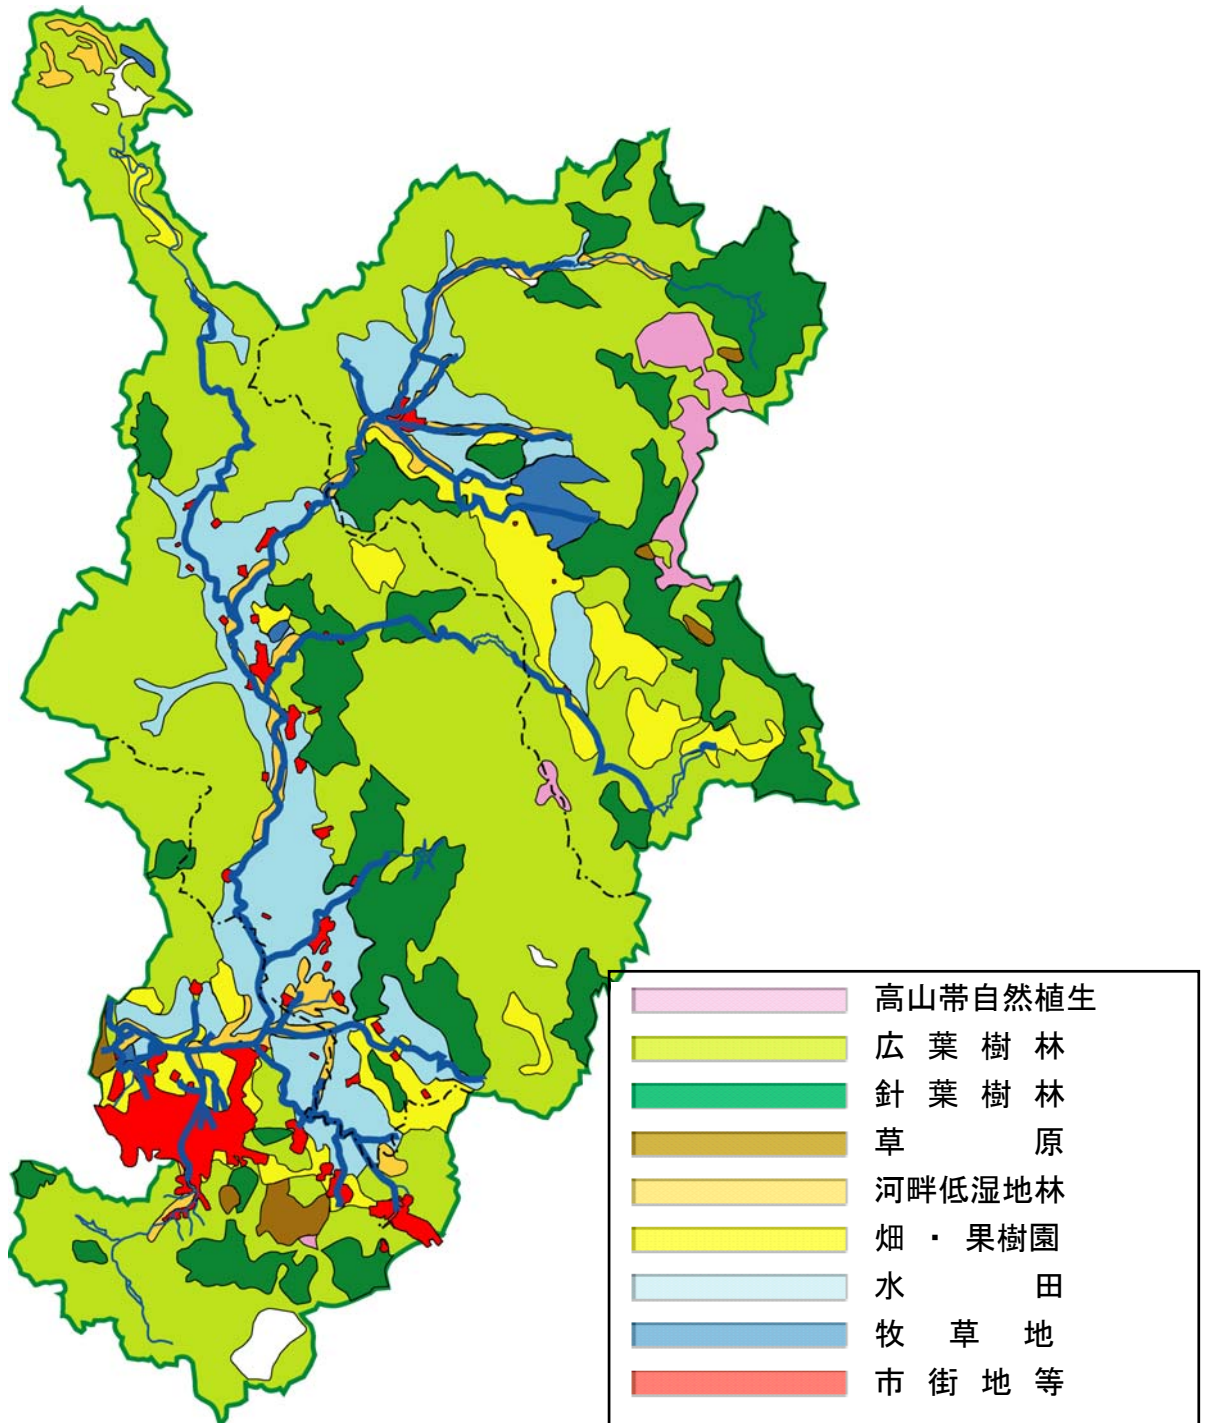 高山帯自然植生
広 葉 樹 林
針 葉 樹 林
草 原
河畔低湿地林
畑 ・ 果樹園
水 田
牧 草 地
市 街 地 等